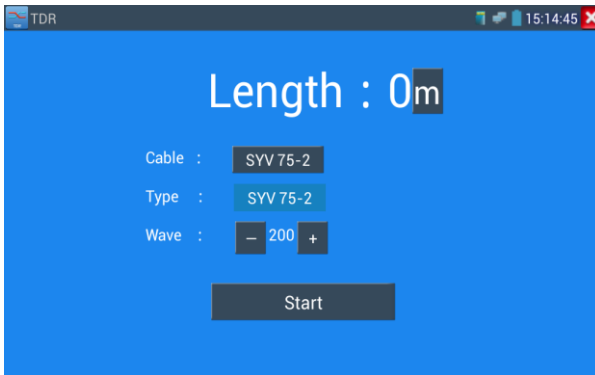 TDR 15:14:45
Length : 0m
Cable : SYV 75-2
Type : SYV 75-2
Wave : – 200 +
Start